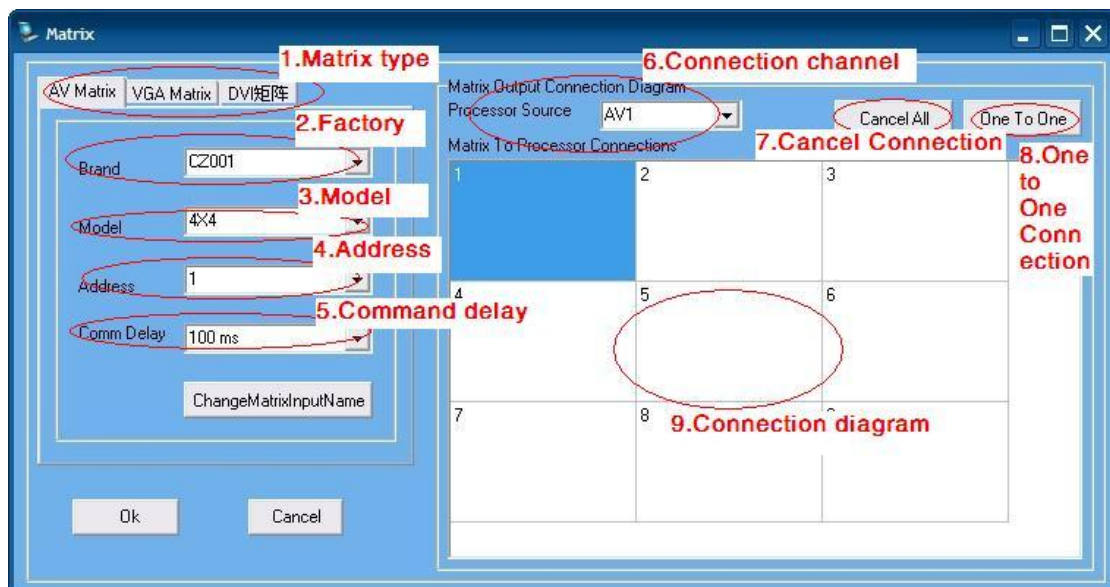 Matrix
1.Matrix type
6.Connection channel
AV Matrix VGA Matrix DVI矩阵
Matrix Output Connection Diagram
2.Factory
Processor Source AV1
Cancel All One To One
Brand CZ001
Matrix To Processor Connections
7.Cancel Connection
8.One
to
One
Conn
ection
1 2 3
3.Model
Model 4X4
4.Address
Address 1
4 5 6
5.Command delay
Comm Delay 100 ms
ChangeMatrixInputName
7 8
9.Connection diagram
Ok Cancel